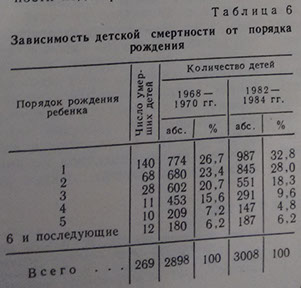 Таблица 6
Зависимость детской смертности от порядка
рождения
Порядок рождения ребенка | Число умер-ших детей | Количество детей
1968—1970 гг. | 1982—1984 гг.
абс. | % | абс. | %
1 140 774 26,7 987 32,8
2 68 680 23,4 845 28,0
3 28 602 20,7 551 18,3
4 11 453 15,6 291 9,6
5 10 209 7,2 147 4,8
6 и последующие 12 180 6,2 187 6,2
Всего . . . 269 2898 100 3008 100